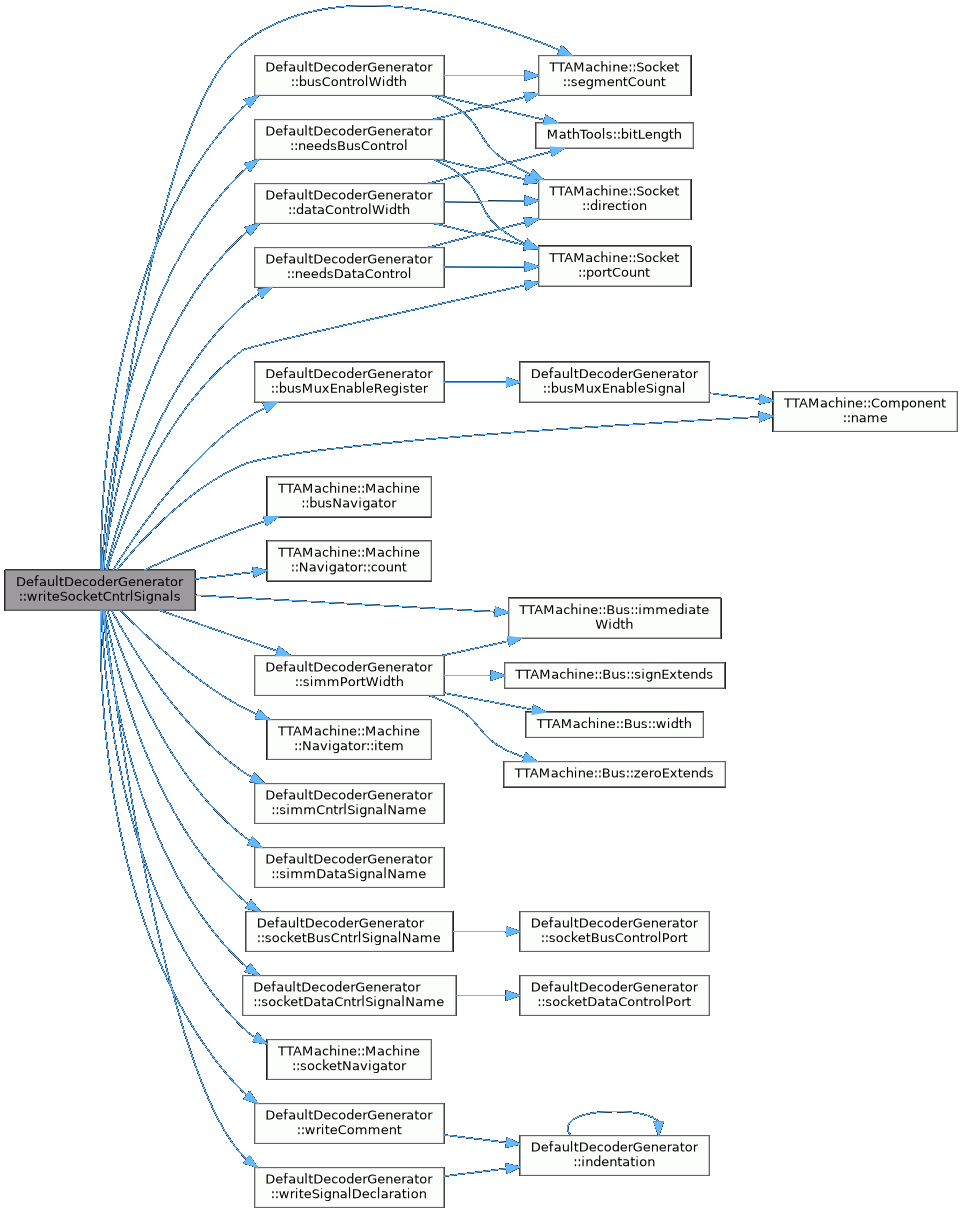 DefaultDecoderGenerator
::writeSocketCntrlSignals
DefaultDecoderGenerator
::busControlWidth
DefaultDecoderGenerator
::needsBusControl
DefaultDecoderGenerator
::dataControlWidth
DefaultDecoderGenerator
::needsDataControl
DefaultDecoderGenerator
::busMuxEnableRegister
TTAMachine::Machine
::busNavigator
TTAMachine::Machine
::Navigator::count
DefaultDecoderGenerator
::simmPortWidth
TTAMachine::Machine
::Navigator::item
DefaultDecoderGenerator
::simmCntrlSignalName
DefaultDecoderGenerator
::simmDataSignalName
DefaultDecoderGenerator
::socketBusCntrlSignalName
DefaultDecoderGenerator
::socketDataCntrlSignalName
TTAMachine::Machine
::socketNavigator
DefaultDecoderGenerator
::writeComment
DefaultDecoderGenerator
::writeSignalDeclaration
TTAMachine::Socket
::segmentCount
MathTools::bitLength
TTAMachine::Socket
::direction
TTAMachine::Socket
::portCount
DefaultDecoderGenerator
::busMuxEnableSignal
TTAMachine::Bus::immediate
Width
TTAMachine::Bus::signExtends
TTAMachine::Bus::width
TTAMachine::Bus::zeroExtends
DefaultDecoderGenerator
::socketBusControlPort
DefaultDecoderGenerator
::socketDataControlPort
DefaultDecoderGenerator
::indentation
TTAMachine::Component
::name